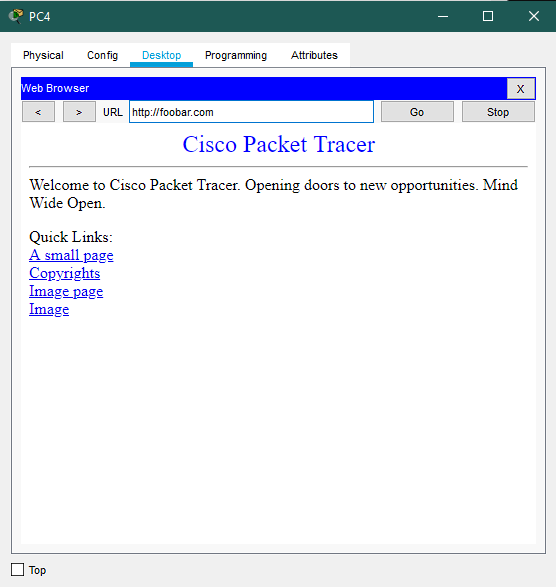 PC4
Physical Config Desktop Programming Attributes
Web Browser X
< > URL http://foobar.com Go Stop
Cisco Packet Tracer
Welcome to Cisco Packet Tracer. Opening doors to new opportunities. Mind
Wide Open.
Quick Links:
A small page
Copyrights
Image page
Image
Top